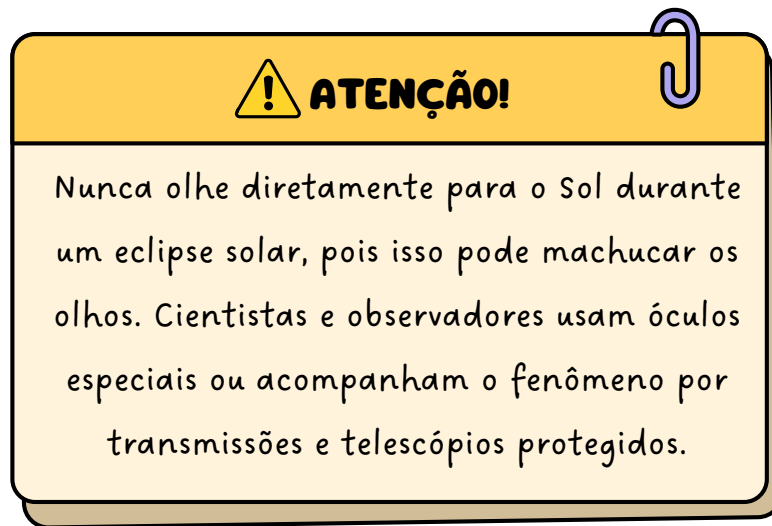 ATENÇÃO!
Nunca olhe diretamente para o Sol durante
um eclipse solar, pois isso pode machucar os
olhos. Cientistas e observadores usam óculos
especiais ou acompanham o fenômeno por
transmissões e telescópios protegidos.